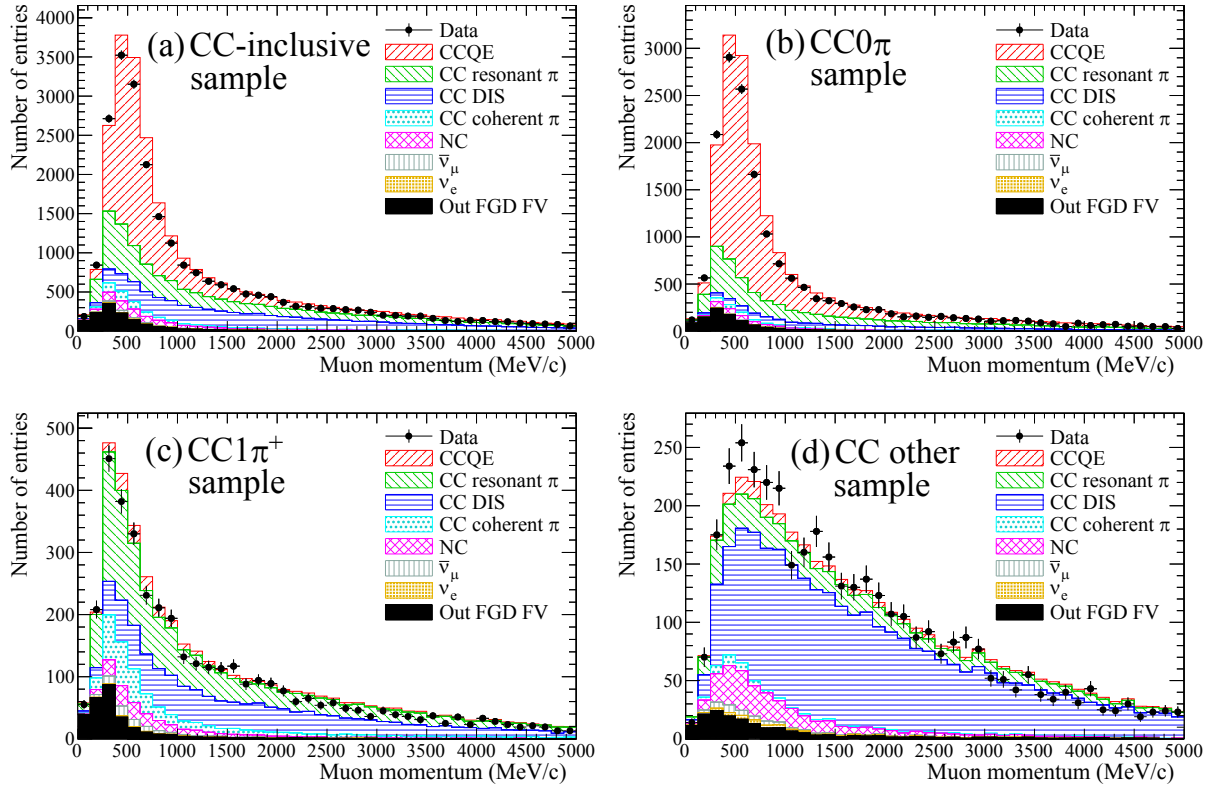 Number of entries
4000
3500
3000
2500
2000
1500
1000
500
0
(a) CC-inclusive
sample
Data
CCQE
CC resonant π
CC DIS
CC coherent π
NC
ν̅μ
νe
Out FGD FV
0 500 1000 1500 2000 2500 3000 3500 4000 4500 5000
Muon momentum (MeV/c)
Number of entries
3000
2500
2000
1500
1000
500
0
(b) CC0π
sample
Data
CCQE
CC resonant π
CC DIS
CC coherent π
NC
ν̅μ
νe
Out FGD FV
0 500 1000 1500 2000 2500 3000 3500 4000 4500 5000
Muon momentum (MeV/c)
Number of entries
500
400
300
200
100
0
(c) CC1π⁺
sample
Data
CCQE
CC resonant π
CC DIS
CC coherent π
NC
ν̅μ
νe
Out FGD FV
0 500 1000 1500 2000 2500 3000 3500 4000 4500 5000
Muon momentum (MeV/c)
Number of entries
250
200
150
100
50
0
(d) CC other
sample
Data
CCQE
CC resonant π
CC DIS
CC coherent π
NC
ν̅μ
νe
Out FGD FV
0 500 1000 1500 2000 2500 3000 3500 4000 4500 5000
Muon momentum (MeV/c)